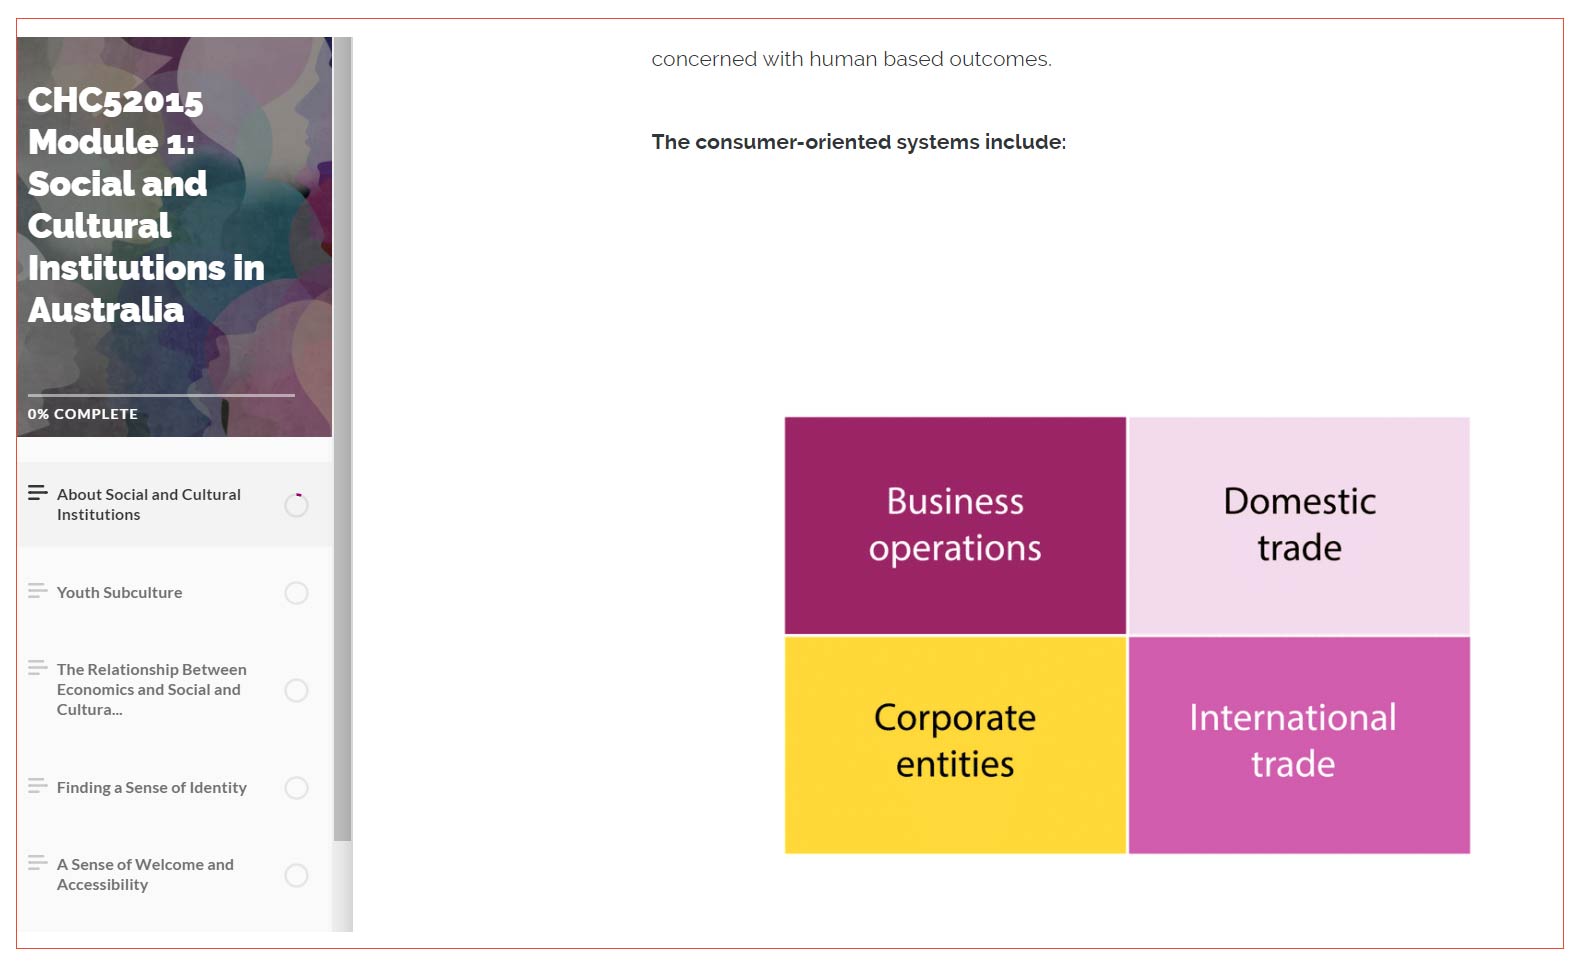 CHC52015
Module 1:
Social and
Cultural
Institutions in
Australia
0% COMPLETE
About Social and Cultural
Institutions
Youth Subculture
The Relationship Between
Economics and Social and
Cultura...
Finding a Sense of Identity
A Sense of Welcome and
Accessibility
concerned with human based outcomes.
The consumer-oriented systems include:
Business
operations
Domestic
trade
Corporate
entities
International
trade